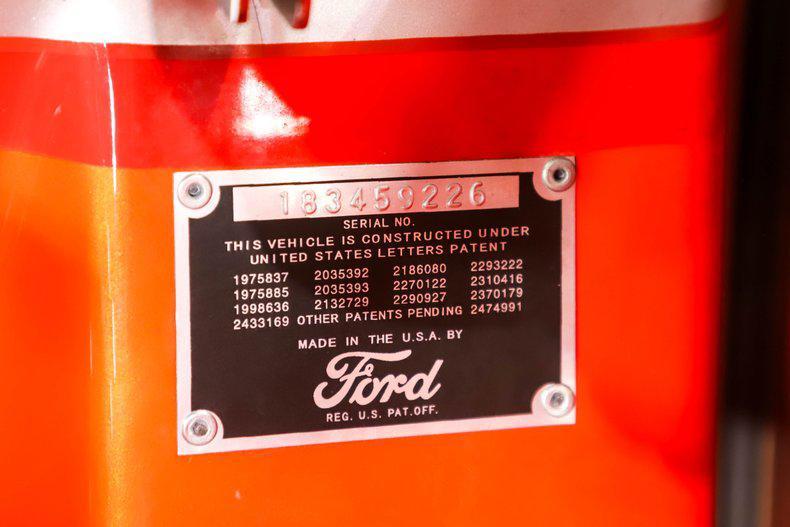 183459226
SERIAL NO.
THIS VEHICLE IS CONSTRUCTED UNDER
UNITED STATES LETTERS PATENT
1975837 2035392 2186080 2293222
1975885 2035393 2270122 2310416
1998636 2132729 2290927 2370179
2433169 OTHER PATENTS PENDING 2474991
MADE IN THE U.S.A. BY
Ford
REG. U.S. PAT. OFF.